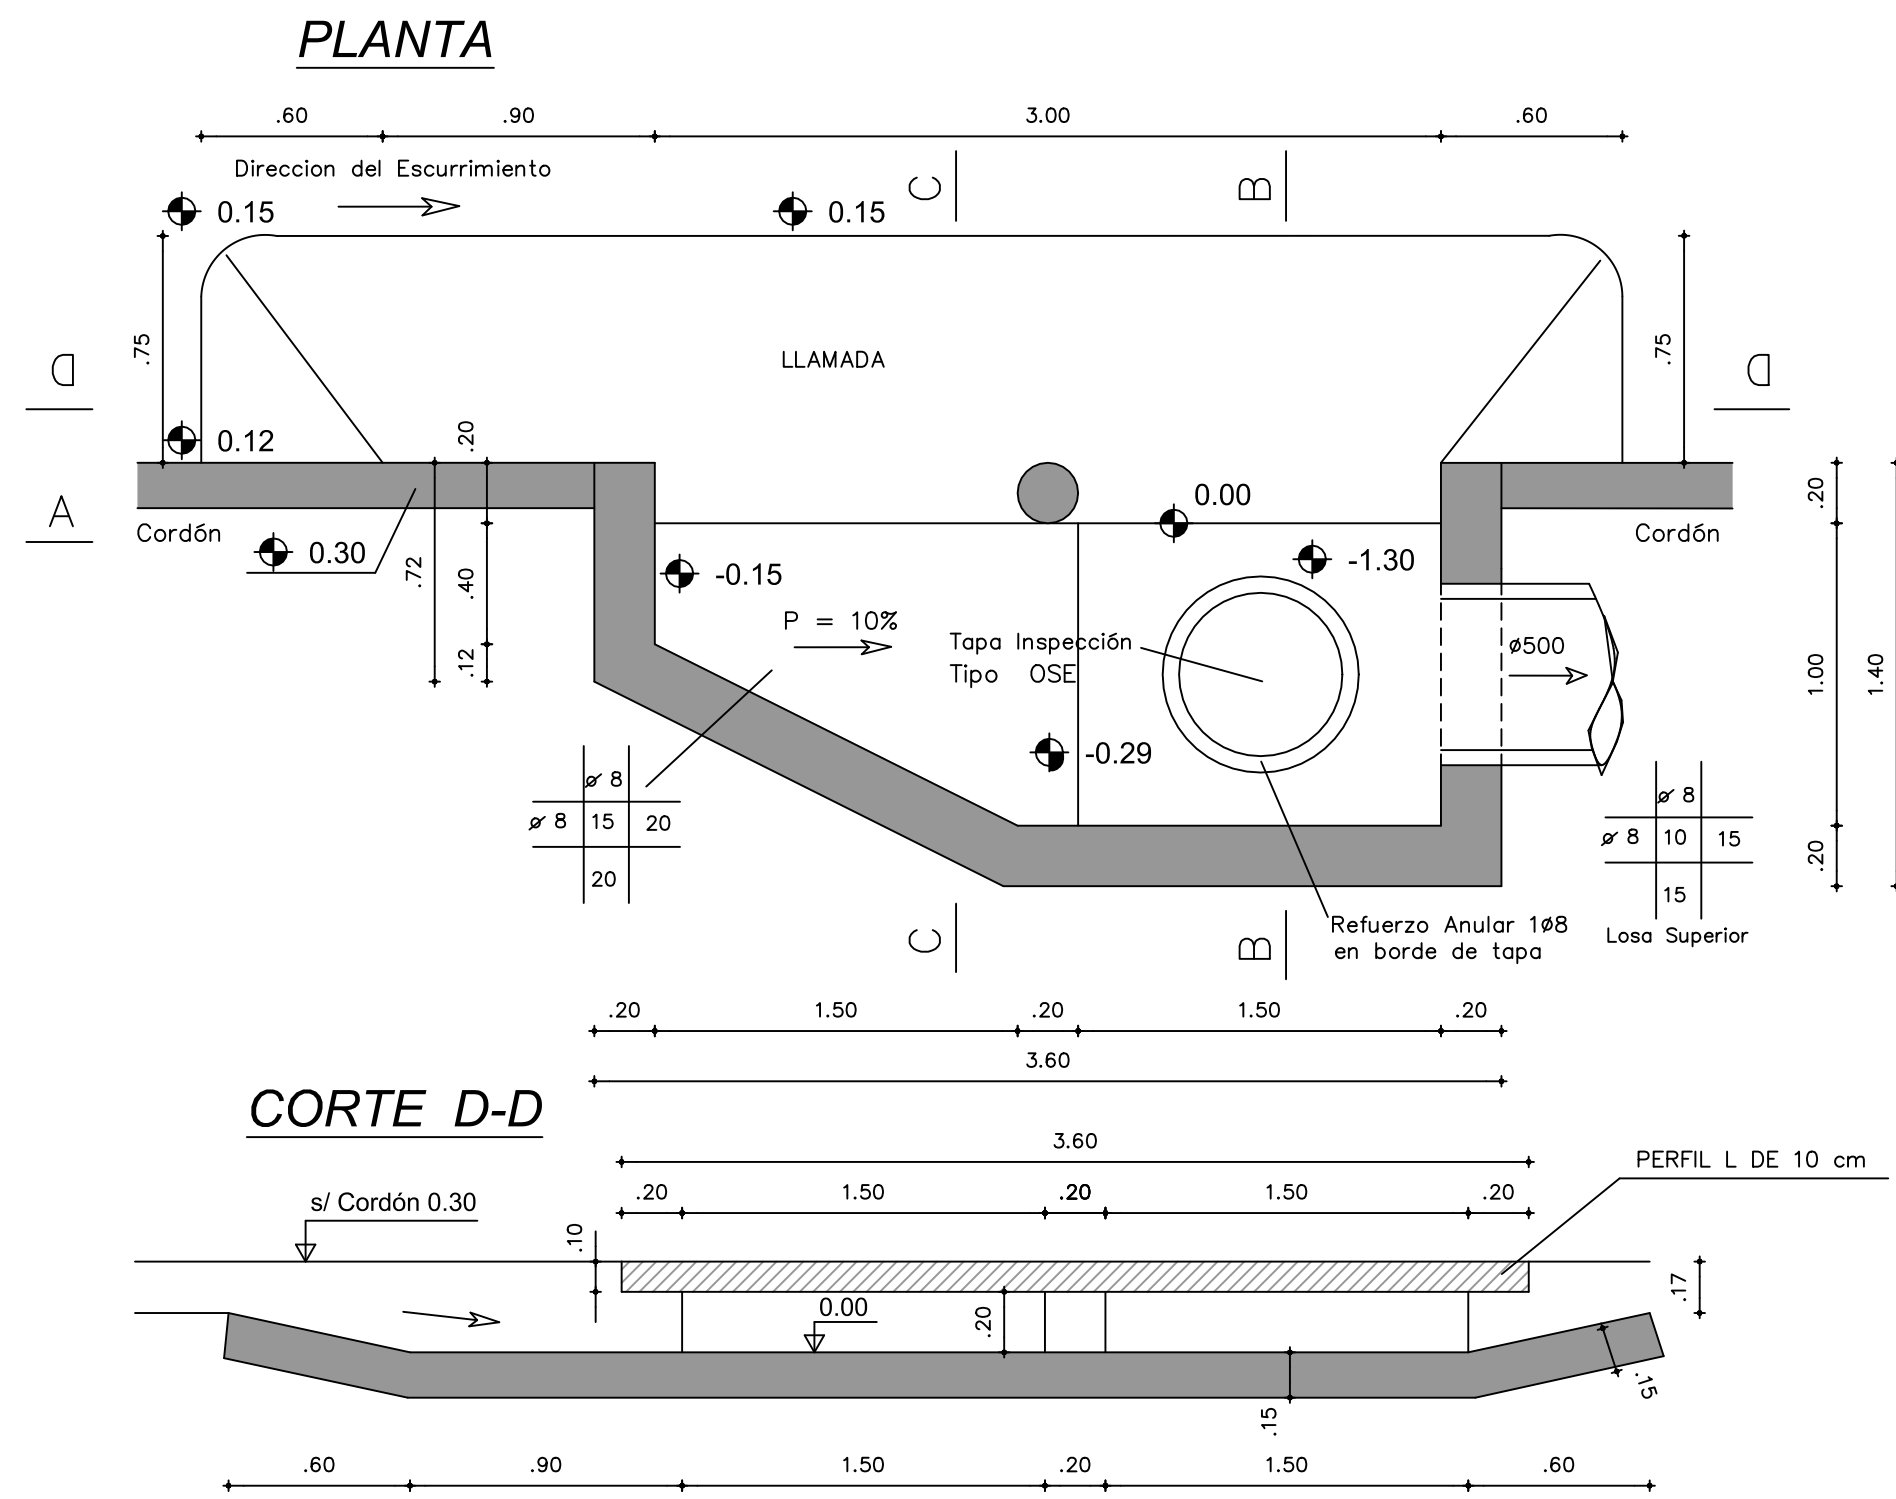 PLANTA
.60 .90 3.00 .60
Direccion del Escurrimiento
C B
0.15 0.15
.75 LLAMADA .75
D D
0.12 .20
A
Cordón 0.30
.72 .40 .12
-0.15
P = 10%
0.00
-1.30
Tapa Inspección
Tipo OSE
-0.29
ø500
Cordón
.20 1.00 .20 1.40
ø 8
ø 8 15 20
20
ø 8
ø 8 10 15
15
Losa Superior
Refuerzo Anular 1ø8
en borde de tapa
C B
.20 1.50 .20 1.50 .20
3.60
CORTE D-D
3.60
PERFIL L DE 10 cm
.20 1.50 .20 1.50 .20
s/ Cordón 0.30
.10
0.00
.20
.17
.15
.15
.60 .90 1.50 .20 1.50 .60